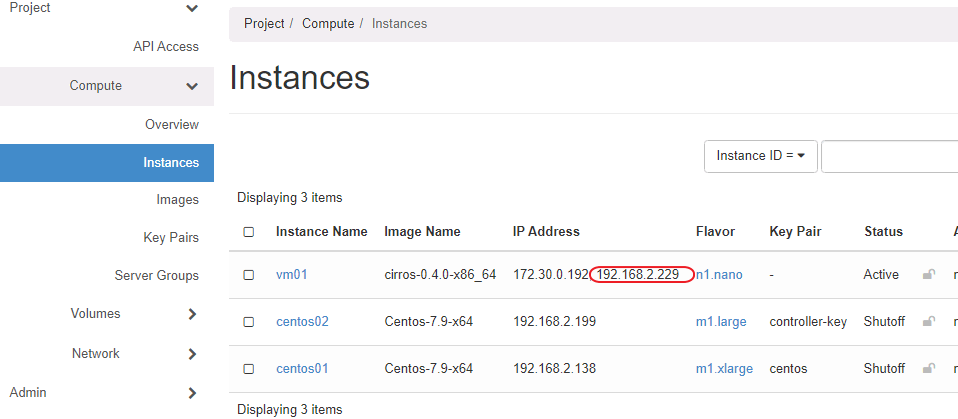 Project
API Access
Compute
Overview
Instances
Images
Key Pairs
Server Groups
Volumes
Network
Admin
Project / Compute / Instances
Instances
Instance ID =
Displaying 3 items
Instance Name Image Name IP Address Flavor Key Pair Status
vm01 cirros-0.4.0-x86_64 172.30.0.192, 192.168.2.229 n1.nano - Active
centos02 Centos-7.9-x64 192.168.2.199 m1.large controller-key Shutoff
centos01 Centos-7.9-x64 192.168.2.138 m1.xlarge centos Shutoff
Displaying 3 items